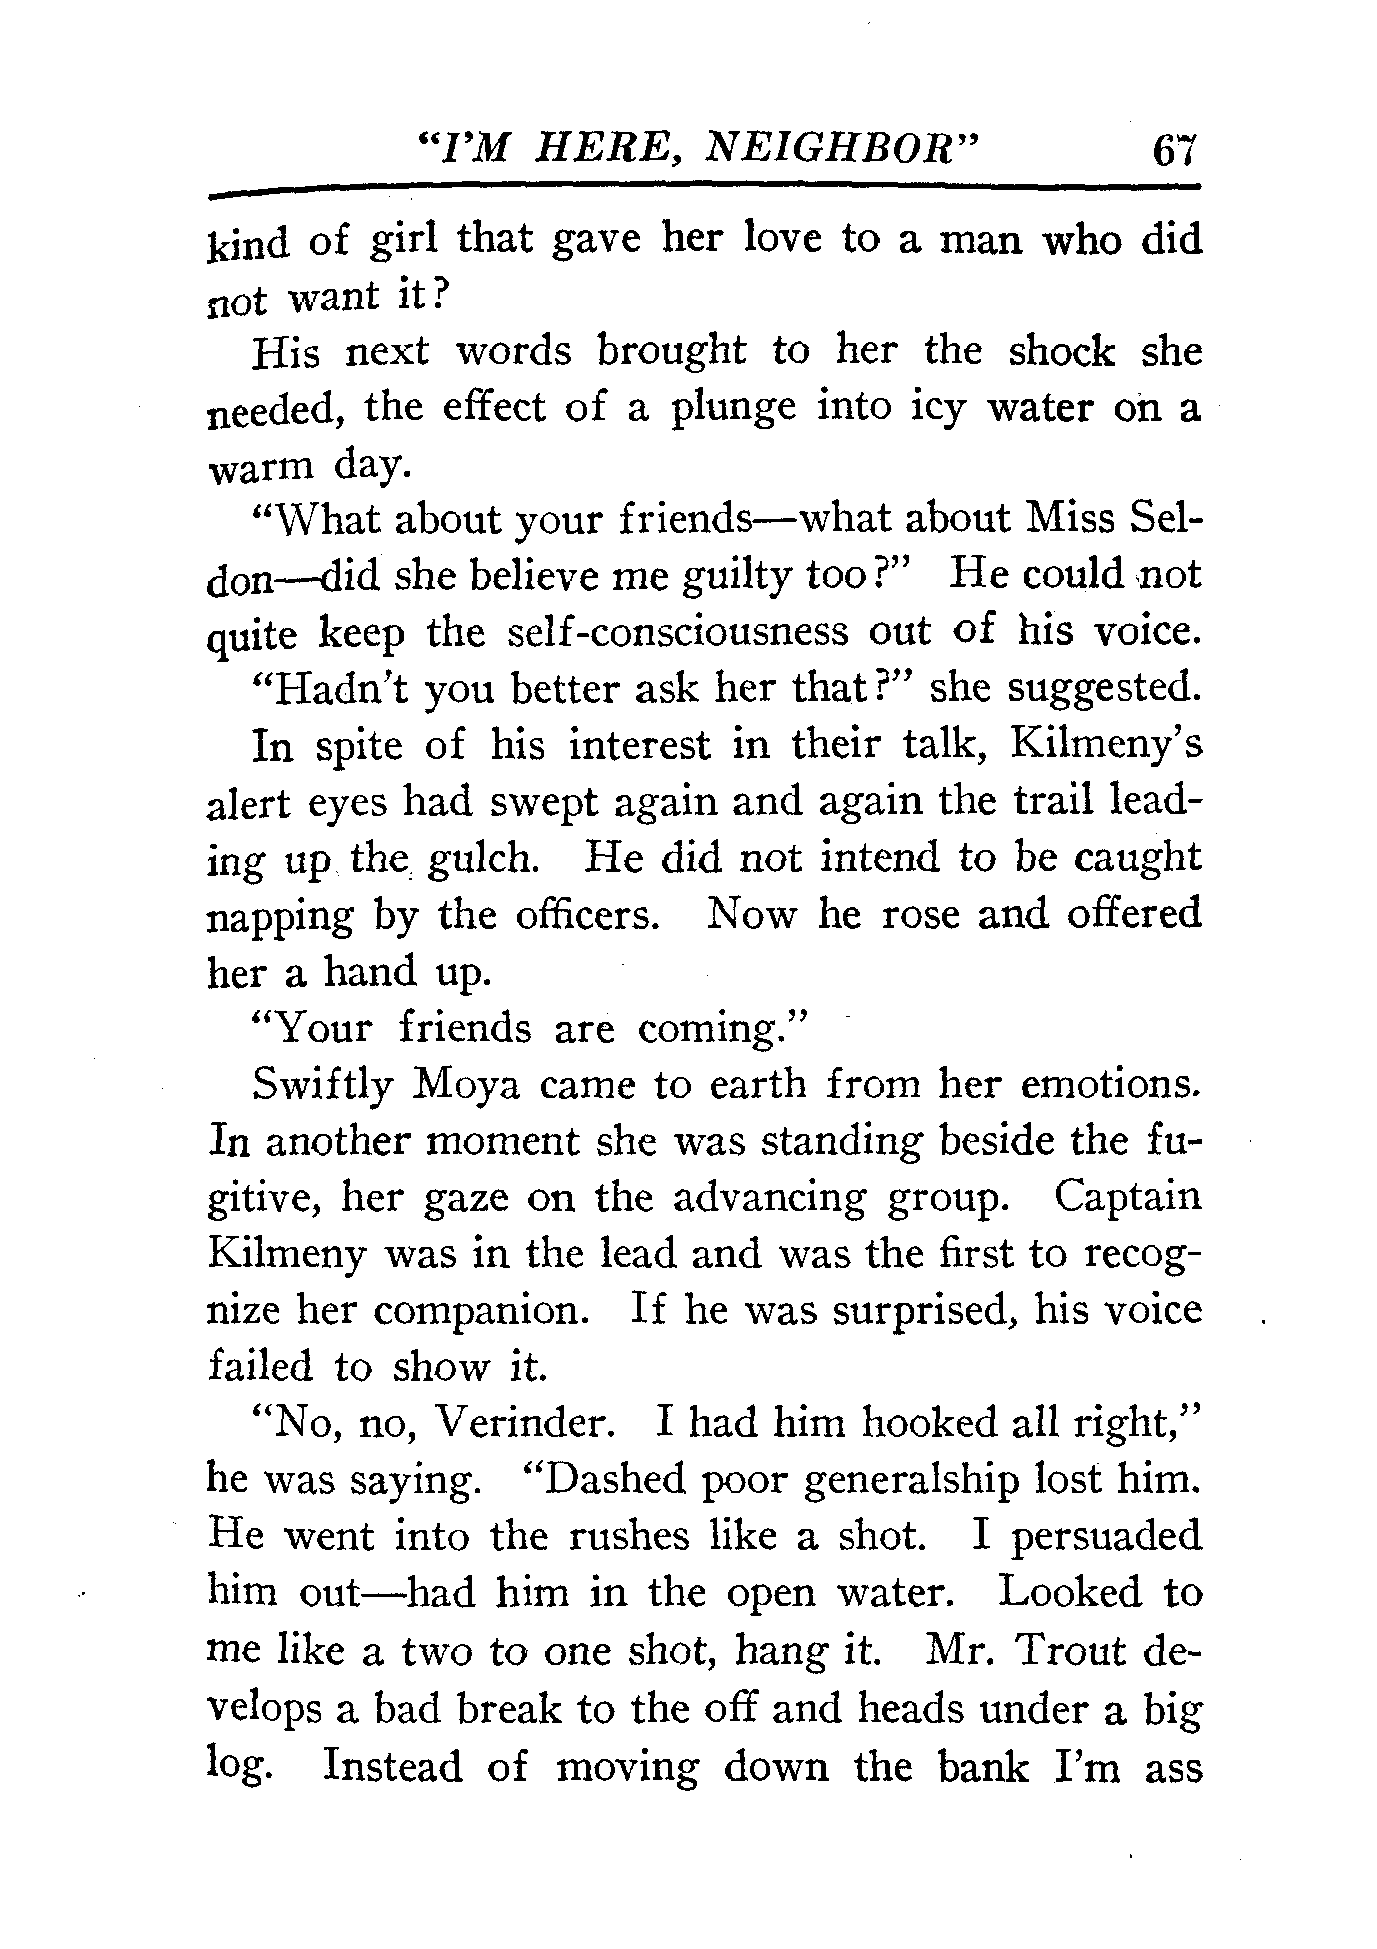 "I'M HERE, NEIGHBOR" 67
kind of girl that gave her love to a man who did
not want it?
His next words brought to her the shock she
needed, the effect of a plunge into icy water on a
warm day.
"What about your friends—what about Miss Sel-
don—did she believe me guilty too?" He could not
quite keep the self-consciousness out of his voice.
"Hadn't you better ask her that?" she suggested.
In spite of his interest in their talk, Kilmeny's
alert eyes had swept again and again the trail lead-
ing up the gulch. He did not intend to be caught
napping by the officers. Now he rose and offered
her a hand up.
"Your friends are coming."
Swiftly Moya came to earth from her emotions.
In another moment she was standing beside the fu-
gitive, her gaze on the advancing group. Captain
Kilmeny was in the lead and was the first to recog-
nize her companion. If he was surprised, his voice
failed to show it.
"No, no, Verinder. I had him hooked all right,"
he was saying. "Dashed poor generalship lost him.
He went into the rushes like a shot. I persuaded
him out—had him in the open water. Looked to
me like a two to one shot, hang it. Mr. Trout de-
velops a bad break to the off and heads under a big
log. Instead of moving down the bank I'm ass